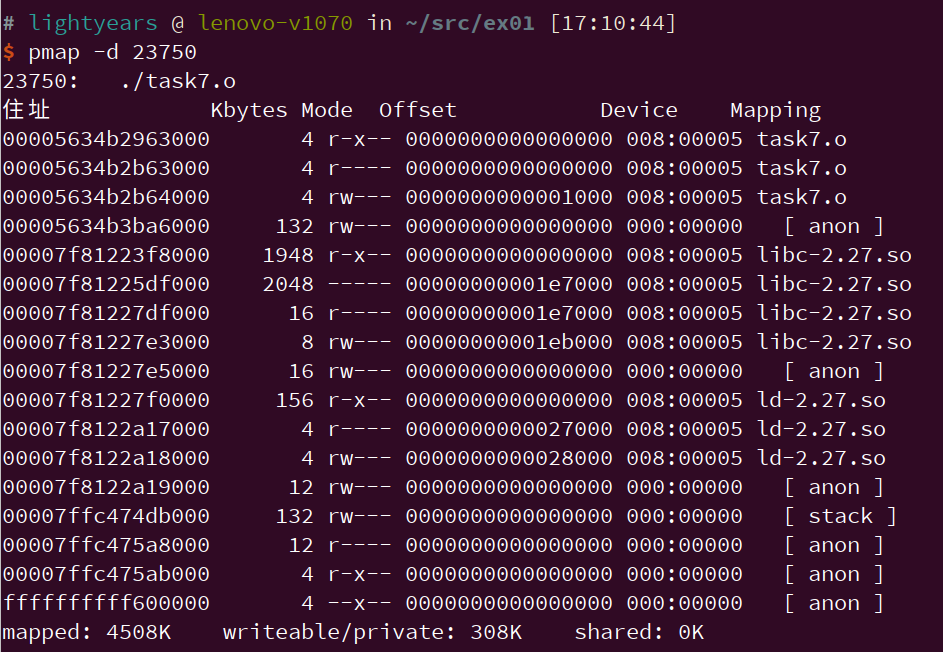 # lightyears @ lenovo-v1070 in ~/src/ex01 [17:10:44]
$ pmap -d 23750
23750:   ./task7.o
住址            Kbytes Mode  Offset           Device    Mapping
00005634b2963000       4 r-x-- 0000000000000000 008:00005 task7.o
00005634b2b63000       4 r---- 0000000000000000 008:00005 task7.o
00005634b2b64000       4 rw--- 0000000000001000 008:00005 task7.o
00005634b3ba6000     132 rw--- 0000000000000000 000:00000   [ anon ]
00007f81223f8000    1948 r-x-- 0000000000000000 008:00005 libc-2.27.so
00007f81225df000    2048 ----- 00000000001e7000 008:00005 libc-2.27.so
00007f81227df000      16 r---- 00000000001e7000 008:00005 libc-2.27.so
00007f81227e3000       8 rw--- 00000000001eb000 008:00005 libc-2.27.so
00007f81227e5000      16 rw--- 0000000000000000 000:00000   [ anon ]
00007f81227f0000     156 r-x-- 0000000000000000 008:00005 ld-2.27.so
00007f8122a17000       4 r---- 0000000000027000 008:00005 ld-2.27.so
00007f8122a18000       4 rw--- 0000000000028000 008:00005 ld-2.27.so
00007f8122a19000      12 rw--- 0000000000000000 000:00000   [ anon ]
00007ffc474db000     132 rw--- 0000000000000000 000:00000   [ stack ]
00007ffc475a8000      12 r---- 0000000000000000 000:00000   [ anon ]
00007ffc475ab000       4 r-x-- 0000000000000000 000:00000   [ anon ]
ffffffffff600000       4 --x-- 0000000000000000 000:00000   [ anon ]
mapped: 4508K    writeable/private: 308K    shared: 0K